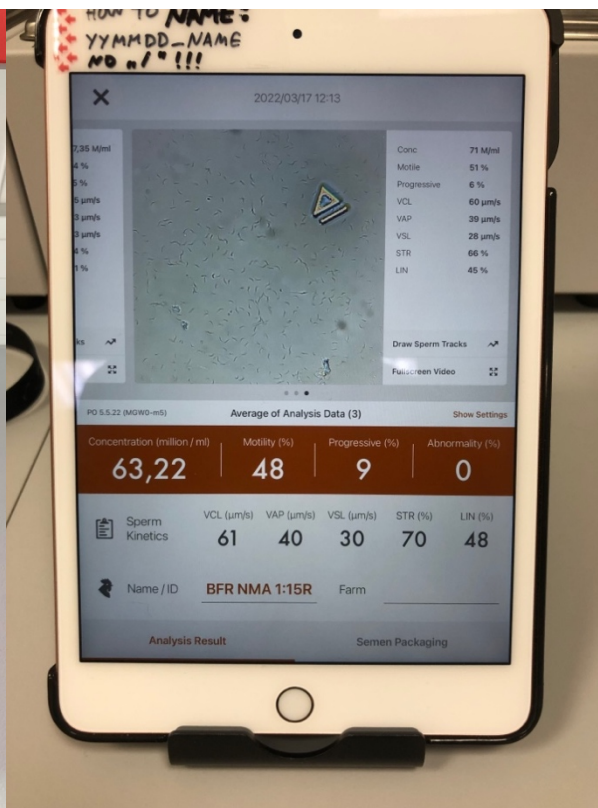 HOW TO NAME:
YYMMDD_NAME
NO "/" !!!
2022/03/17 12:13
7,35 M/ml
4 %
5 %
5 µm/s
3 µm/s
3 µm/s
4 %
1 %
ks
Conc 71 M/ml
Motile 51 %
Progressive 6 %
VCL 60 µm/s
VAP 39 µm/s
VSL 28 µm/s
STR 66 %
LIN 45 %
Draw Sperm Tracks
Fullscreen Video
PO 5.5.22 (MGW0-m5) Average of Analysis Data (3) Show Settings
Concentration (million / ml) Motility (%) Progressive (%) Abnormality (%)
63,22 48 9 0
Sperm Kinetics
VCL (µm/s) VAP (µm/s) VSL (µm/s) STR (%) LIN (%)
61 40 30 70 48
Name / ID BFR NMA 1:15R Farm
Analysis Result Semen Packaging